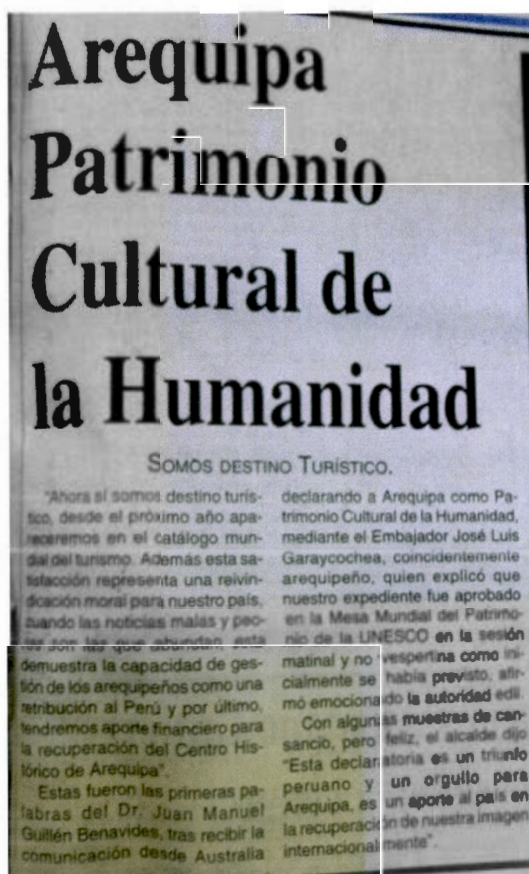 Arequipa
Patrimonio
Cultural de
la Humanidad
SOMOS DESTINO TURÍSTICO.
"Ahora sí somos destino turís-
tico, desde el próximo año apa-
receremos en el catálogo mun-
dial del turismo. Además esta sa-
tisfacción representa una reivin-
dicación moral para nuestro país,
cuando las noticias malas y peo-
res son las que abundan, esta
demuestra la capacidad de ges-
tión de los arequipeños como una
retribución al Perú y por último,
tendremos aporte financiero para
la recuperación del Centro His-
tórico de Arequipa".
Estas fueron las primeras pa-
labras del Dr. Juan Manuel
Guillén Benavides, tras recibir la
comunicación desde Australia
declarando a Arequipa como Pa-
trimonio Cultural de la Humanidad,
mediante el Embajador José Luis
Garaycochea, coincidentemente
arequipeño, quien explicó que
nuestro expediente fue aprobado
en la Mesa Mundial del Patrimo-
nio de la UNESCO en la sesión
matinal y no vespertina como ini-
cialmente se había previsto, afir-
mó emocionado la autoridad edil.
Con algunas muestras de can-
sancio, pero feliz, el alcalde dijo
"Esta declaratoria es un triunfo
peruano y un orgullo para
Arequipa, es un aporte al país en
la recuperación de nuestra imagen
internacionalmente".